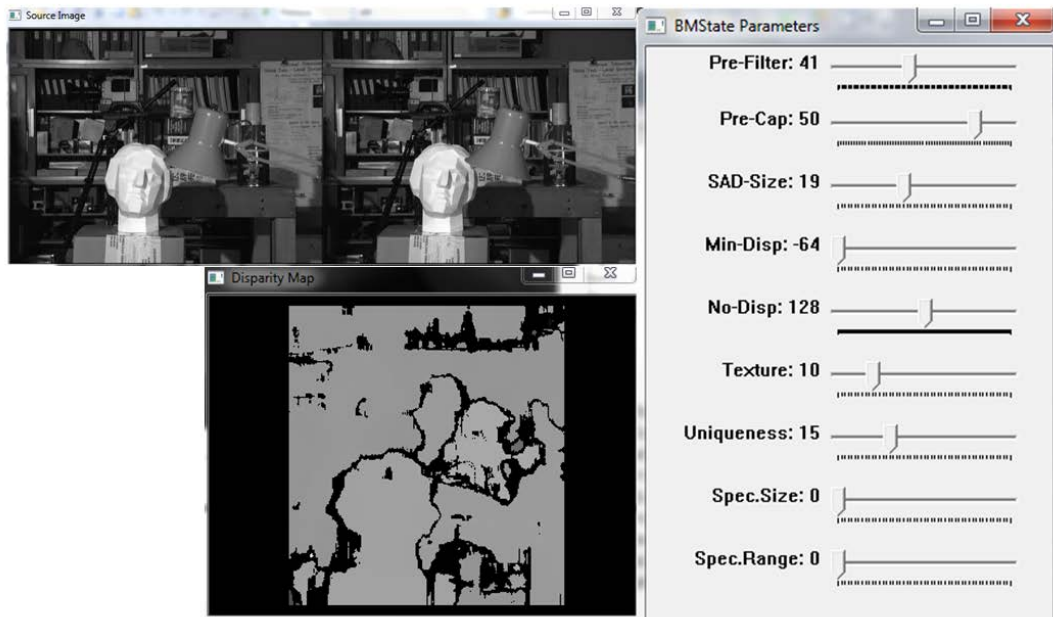 Source Image
BMState Parameters
Pre-Filter: 41
Pre-Cap: 50
SAD-Size: 19
Min-Disp: -64
No-Disp: 128
Texture: 10
Uniqueness: 15
Spec.Size: 0
Spec.Range: 0
Disparity Map